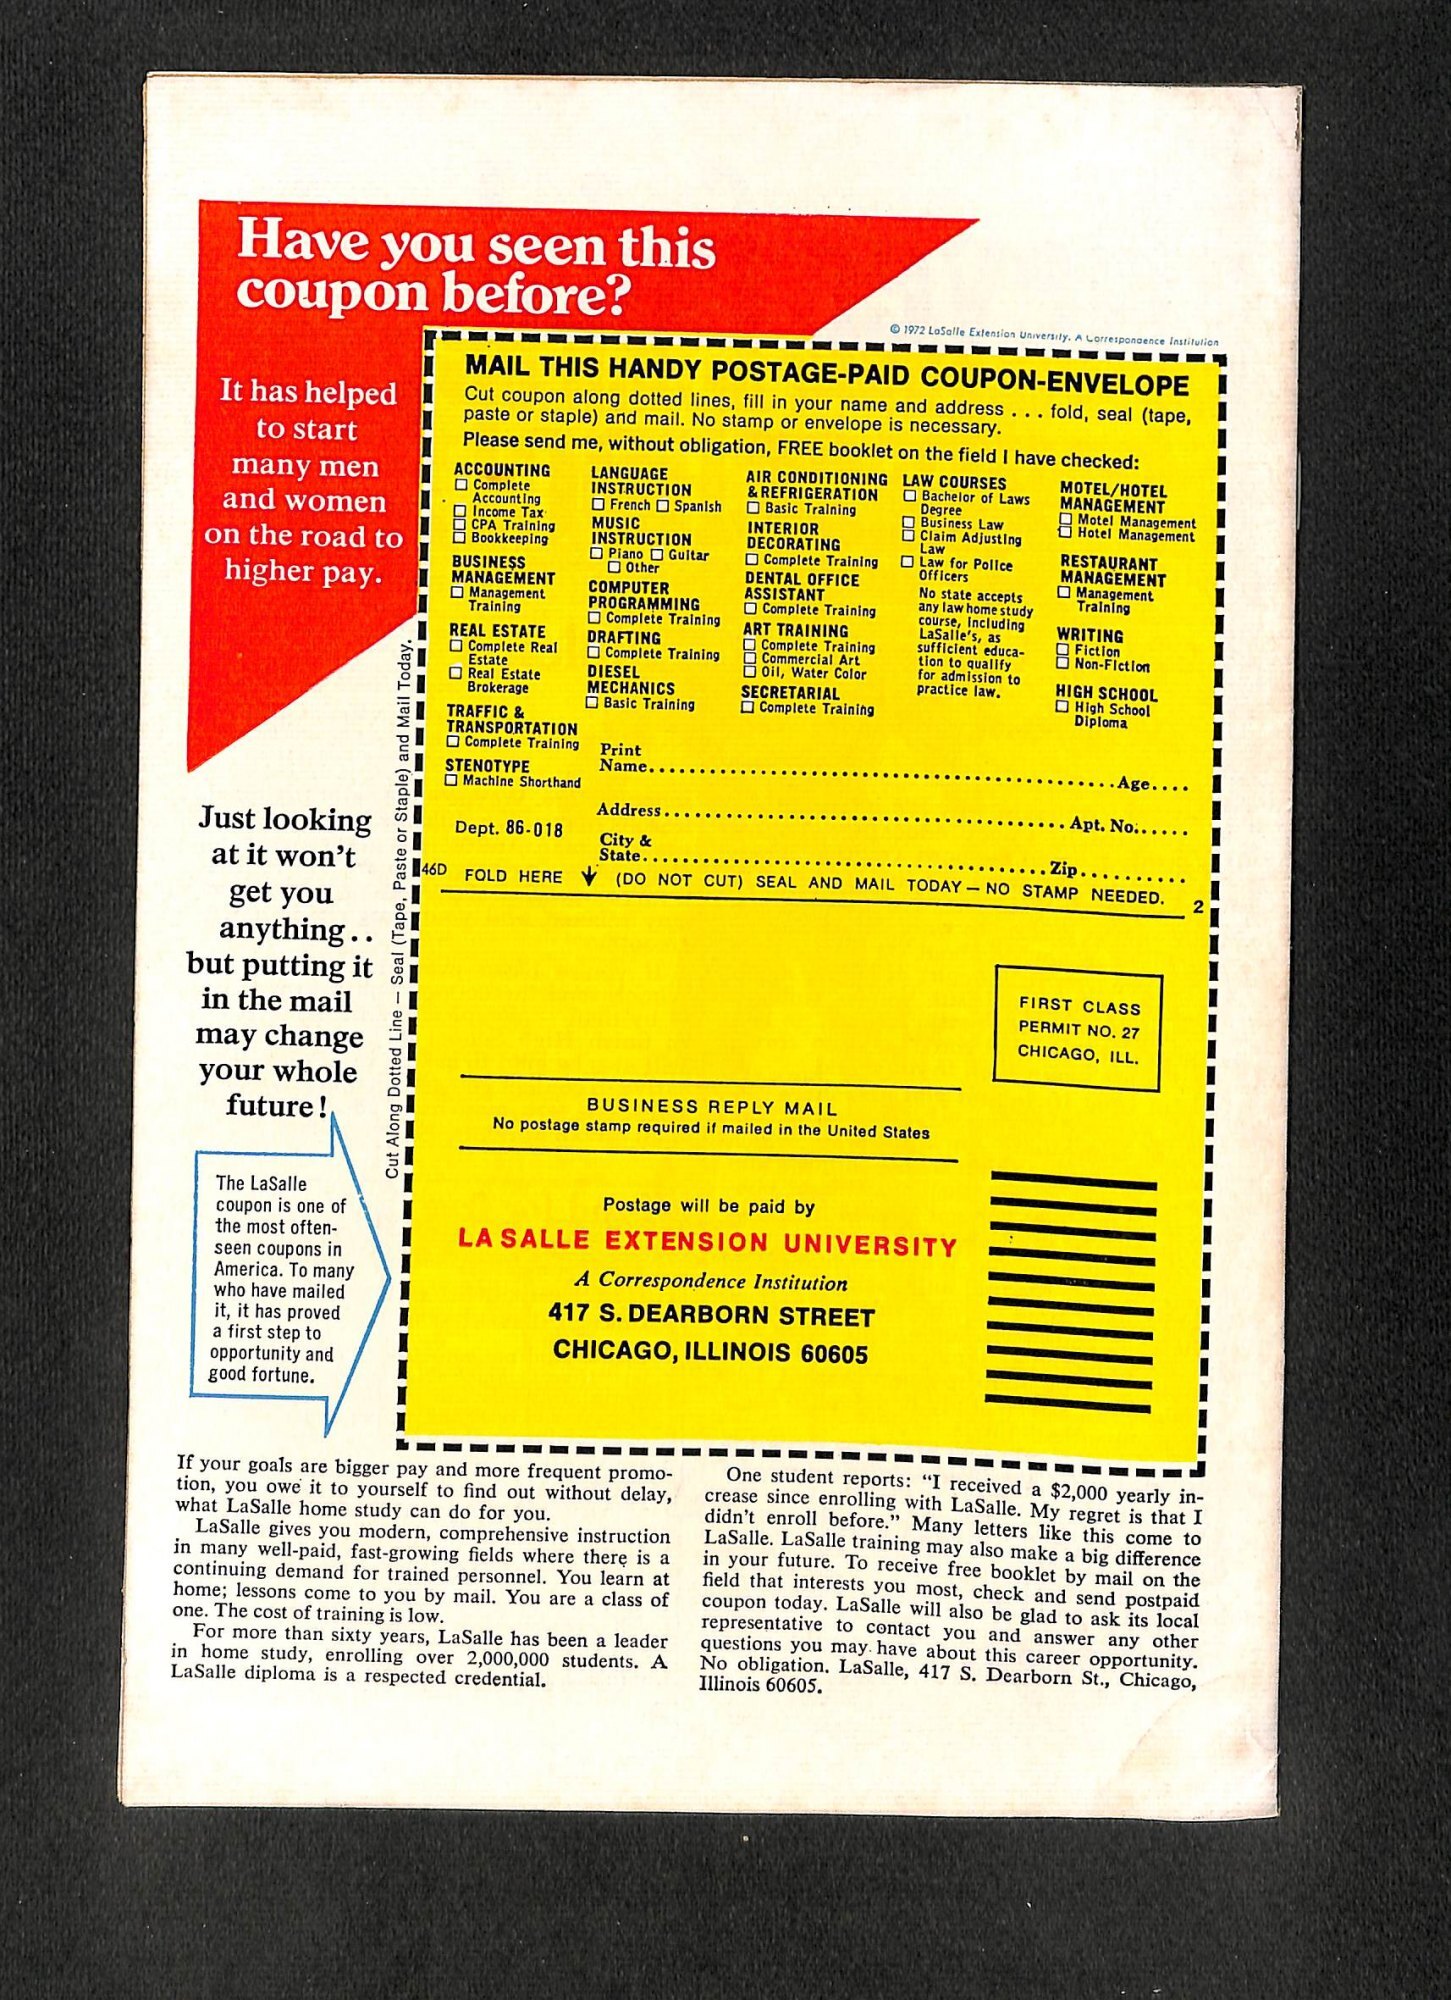 Have you seen this
coupon before?
It has helped
to start
many men
and women
on the road to
higher pay.
© 1972 LaSalle Extension University. A Correspondence Institution
MAIL THIS HANDY POSTAGE-PAID COUPON-ENVELOPE
Cut coupon along dotted lines, fill in your name and address . . . fold, seal (tape,
paste or staple) and mail. No stamp or envelope is necessary.
Please send me, without obligation, FREE booklet on the field I have checked:
ACCOUNTING
☐ Complete
Accounting
☐ Income Tax
☐ CPA Training
☐ Bookkeeping
BUSINESS
MANAGEMENT
☐ Management
Training
REAL ESTATE
☐ Complete Real
Estate
☐ Real Estate
Brokerage
TRAFFIC &
TRANSPORTATION
☐ Complete Training
STENOTYPE
☐ Machine Shorthand
LANGUAGE
INSTRUCTION
☐ French ☐ Spanish
MUSIC
INSTRUCTION
☐ Piano ☐ Guitar
☐ Other
COMPUTER
PROGRAMMING
☐ Complete Training
DRAFTING
☐ Complete Training
DIESEL
MECHANICS
☐ Basic Training
AIR CONDITIONING
& REFRIGERATION
☐ Basic Training
INTERIOR
DECORATING
☐ Complete Training
DENTAL OFFICE
ASSISTANT
☐ Complete Training
ART TRAINING
☐ Complete Training
☐ Commercial Art
☐ Oil, Water Color
SECRETARIAL
☐ Complete Training
LAW COURSES
☐ Bachelor of Laws
Degree
☐ Business Law
☐ Claim Adjusting
Law
☐ Law for Police
Officers
No state accepts
any law home study
course, including
LaSalle's, as
sufficient educa-
tion to qualify
for admission to
practice law.
MOTEL/HOTEL
MANAGEMENT
☐ Motel Management
☐ Hotel Management
RESTAURANT
MANAGEMENT
☐ Management
Training
WRITING
☐ Fiction
☐ Non-Fiction
HIGH SCHOOL
☐ High School
Diploma
Print
Name.......... Age....
Address.......... Apt. No......
Dept. 86-018
City &
State.......... Zip..........
46D FOLD HERE ↓ (DO NOT CUT) SEAL AND MAIL TODAY — NO STAMP NEEDED. 2
Cut Along Dotted Line — Seal (Tape, Paste or Staple) and Mail Today.
Just looking
at it won't
get you
anything..
but putting it
in the mail
may change
your whole
future!
The LaSalle
coupon is one of
the most often-
seen coupons in
America. To many
who have mailed
it, it has proved
a first step to
opportunity and
good fortune.
FIRST CLASS
PERMIT NO. 27
CHICAGO, ILL.
BUSINESS REPLY MAIL
No postage stamp required if mailed in the United States
Postage will be paid by
LA SALLE EXTENSION UNIVERSITY
A Correspondence Institution
417 S. DEARBORN STREET
CHICAGO, ILLINOIS 60605
If your goals are bigger pay and more frequent promo-
tion, you owe it to yourself to find out without delay,
what LaSalle home study can do for you.
LaSalle gives you modern, comprehensive instruction
in many well-paid, fast-growing fields where there is a
continuing demand for trained personnel. You learn at
home; lessons come to you by mail. You are a class of
one. The cost of training is low.
For more than sixty years, LaSalle has been a leader
in home study, enrolling over 2,000,000 students. A
LaSalle diploma is a respected credential.
One student reports: "I received a $2,000 yearly in-
crease since enrolling with LaSalle. My regret is that I
didn't enroll before." Many letters like this come to
LaSalle. LaSalle training may also make a big difference
in your future. To receive free booklet by mail on the
field that interests you most, check and send postpaid
coupon today. LaSalle will also be glad to ask its local
representative to contact you and answer any other
questions you may have about this career opportunity.
No obligation. LaSalle, 417 S. Dearborn St., Chicago,
Illinois 60605.